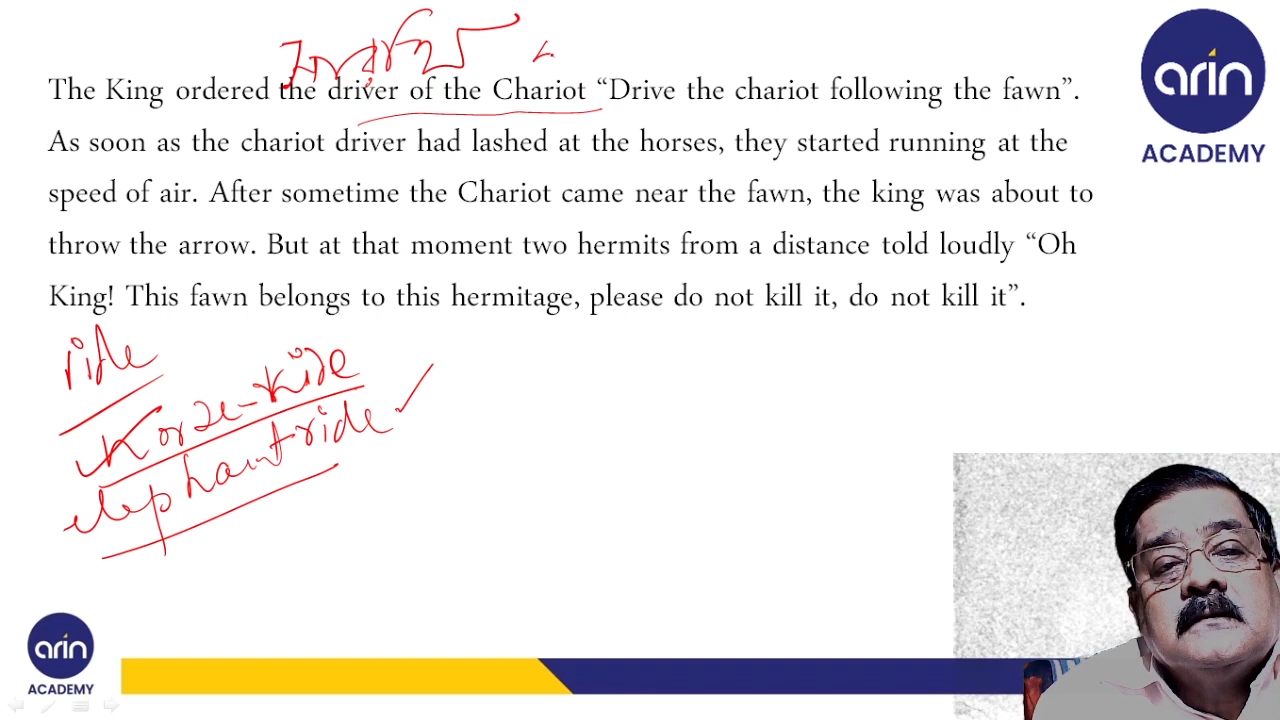 সারথি
The King ordered the driver of the Chariot “Drive the chariot following the fawn”.
As soon as the chariot driver had lashed at the horses, they started running at the
speed of air. After sometime the Chariot came near the fawn, the king was about to
throw the arrow. But at that moment two hermits from a distance told loudly “Oh
King! This fawn belongs to this hermitage, please do not kill it, do not kill it”.
ride
Horse-Ride
elephant ride
arin
ACADEMY
arin
ACADEMY